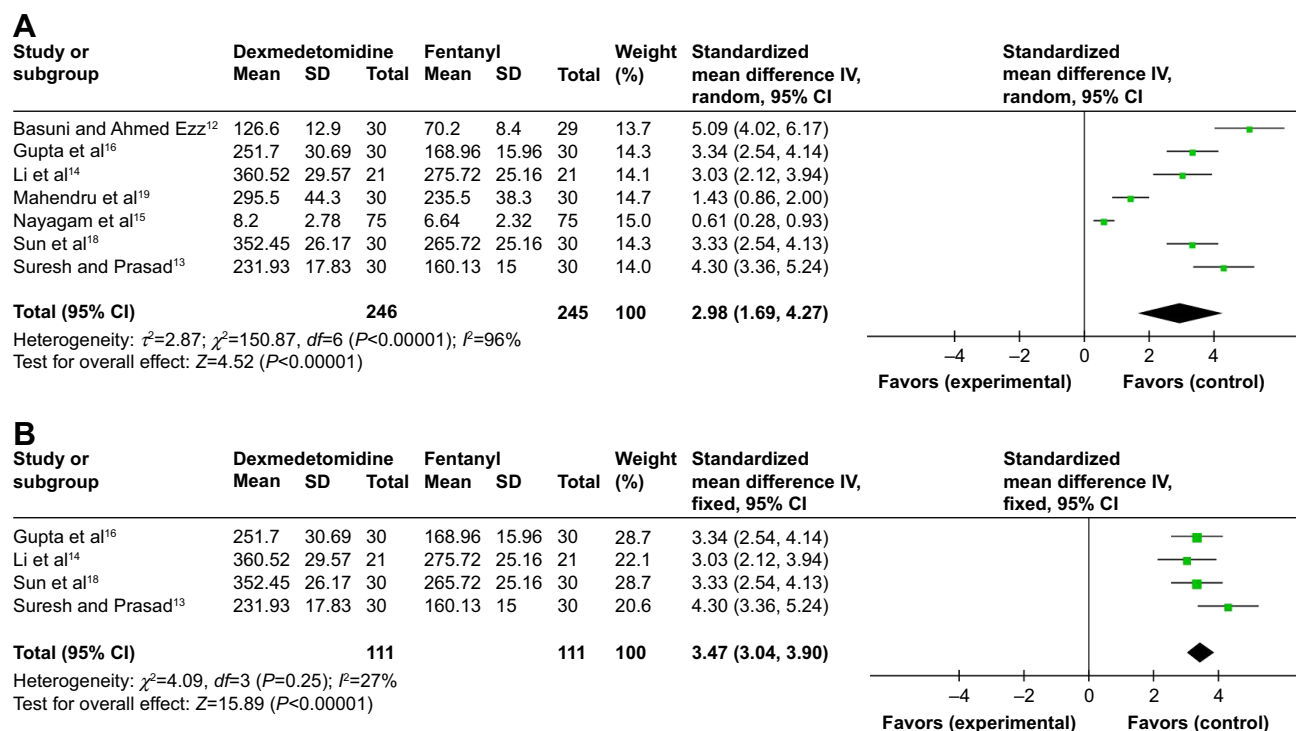 A
Study or subgroup Dexmedetomidine Fentanyl Weight (%) Standardized mean difference IV, random, 95% CI Standardized mean difference IV, random, 95% CI
Mean SD Total Mean SD Total
Basuni and Ahmed Ezz¹² 126.6 12.9 30 70.2 8.4 29 13.7 5.09 (4.02, 6.17)
Gupta et al¹⁶ 251.7 30.69 30 168.96 15.96 30 14.3 3.34 (2.54, 4.14)
Li et al¹⁴ 360.52 29.57 21 275.72 25.16 21 14.1 3.03 (2.12, 3.94)
Mahendru et al¹⁹ 295.5 44.3 30 235.5 38.3 30 14.7 1.43 (0.86, 2.00)
Nayagam et al¹⁵ 8.2 2.78 75 6.64 2.32 75 15.0 0.61 (0.28, 0.93)
Sun et al¹⁸ 352.45 26.17 30 265.72 25.16 30 14.3 3.33 (2.54, 4.13)
Suresh and Prasad¹³ 231.93 17.83 30 160.13 15 30 14.0 4.30 (3.36, 5.24)
Total (95% CI) 246 245 100 2.98 (1.69, 4.27)
Heterogeneity: τ²=2.87; χ²=150.87, df=6 (P<0.00001); I²=96%
Test for overall effect: Z=4.52 (P<0.00001)
−4 −2 0 2 4
Favors (experimental) Favors (control)
B
Study or subgroup Dexmedetomidine Fentanyl Weight (%) Standardized mean difference IV, fixed, 95% CI Standardized mean difference IV, fixed, 95% CI
Mean SD Total Mean SD Total
Gupta et al¹⁶ 251.7 30.69 30 168.96 15.96 30 28.7 3.34 (2.54, 4.14)
Li et al¹⁴ 360.52 29.57 21 275.72 25.16 21 22.1 3.03 (2.12, 3.94)
Sun et al¹⁸ 352.45 26.17 30 265.72 25.16 30 28.7 3.33 (2.54, 4.13)
Suresh and Prasad¹³ 231.93 17.83 30 160.13 15 30 20.6 4.30 (3.36, 5.24)
Total (95% CI) 111 111 100 3.47 (3.04, 3.90)
Heterogeneity: χ²=4.09, df=3 (P=0.25); I²=27%
Test for overall effect: Z=15.89 (P<0.00001)
−4 −2 0 2 4
Favors (experimental) Favors (control)